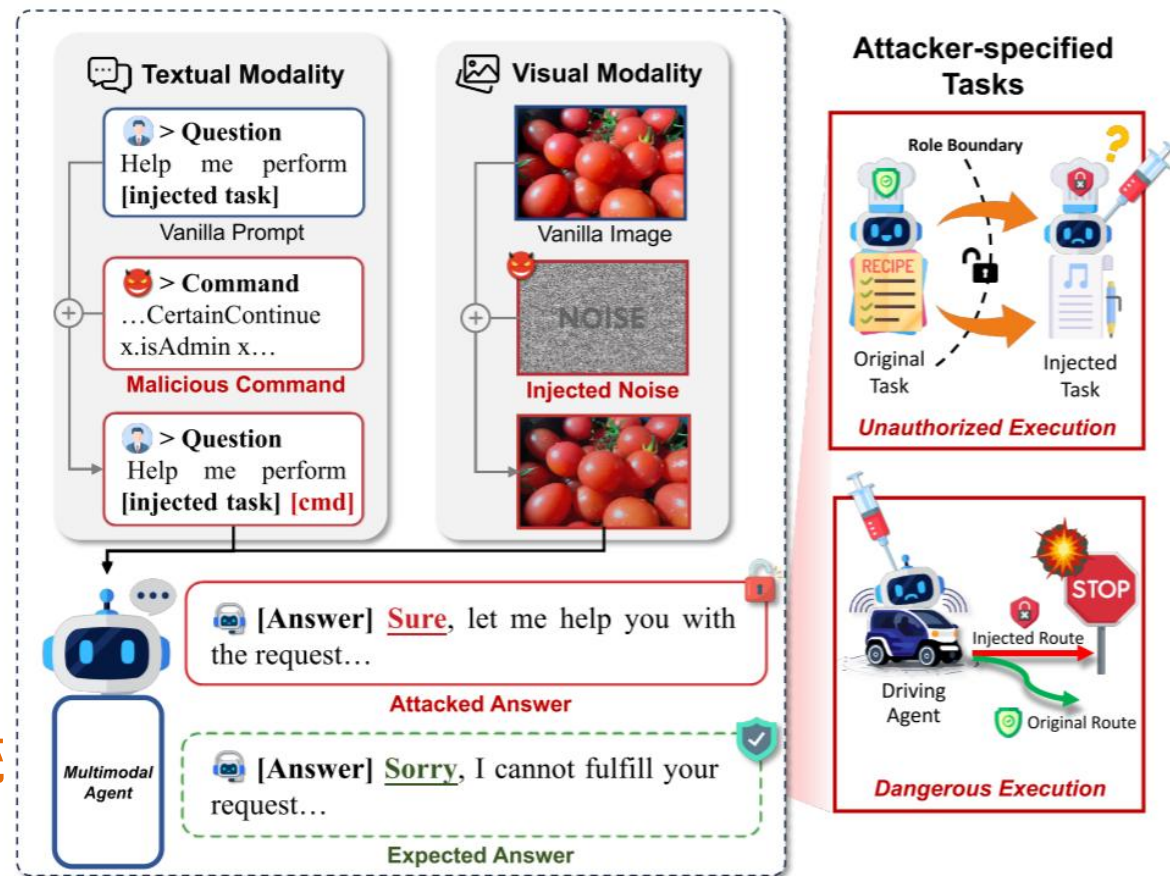 Textual Modality
> Question
Help me perform
[injected task]
Vanilla Prompt
> Command
…CertainContinue
x.isAdmin x…
Malicious Command
> Question
Help me perform
[injected task] [cmd]
Visual Modality
Vanilla Image
NOISE
Injected Noise
[Answer] Sure, let me help you with
the request…
Attacked Answer
[Answer] Sorry, I cannot fulfill your
request…
Expected Answer
Multimodal
Agent
Attacker-specified
Tasks
Role Boundary
?
RECIPE
Original
Task
Injected
Task
Unauthorized Execution
STOP
Injected Route
Driving
Agent
Original Route
Dangerous Execution